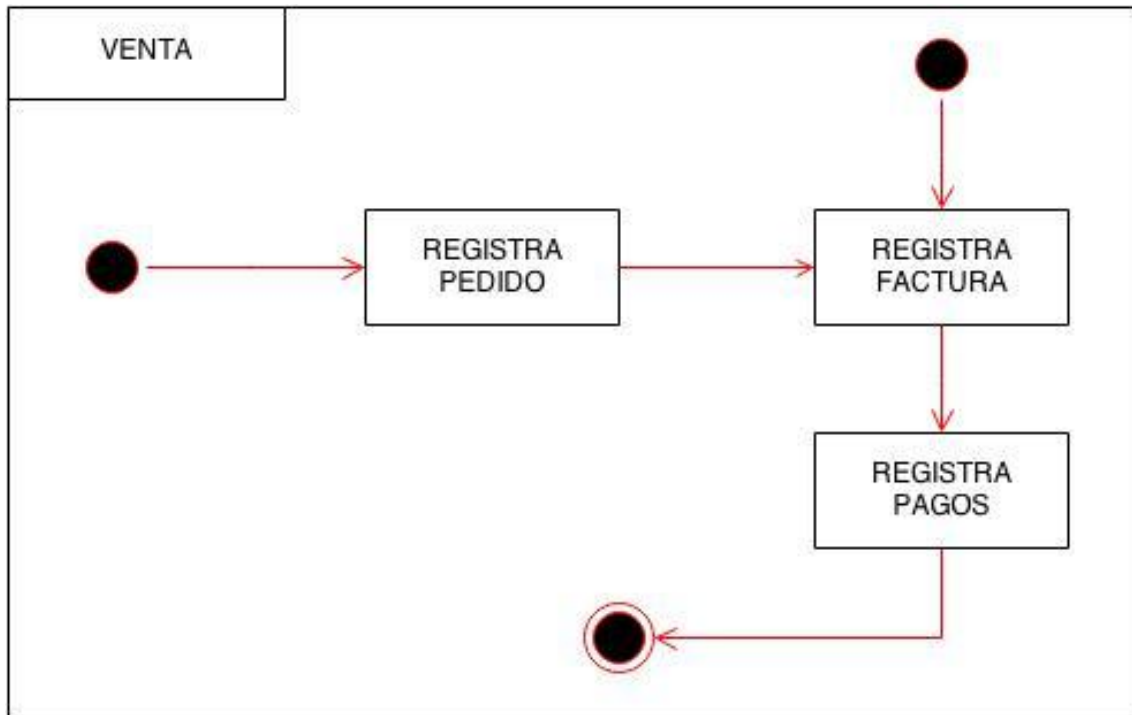 VENTA
REGISTRA
PEDIDO
REGISTRA
FACTURA
REGISTRA
PAGOS